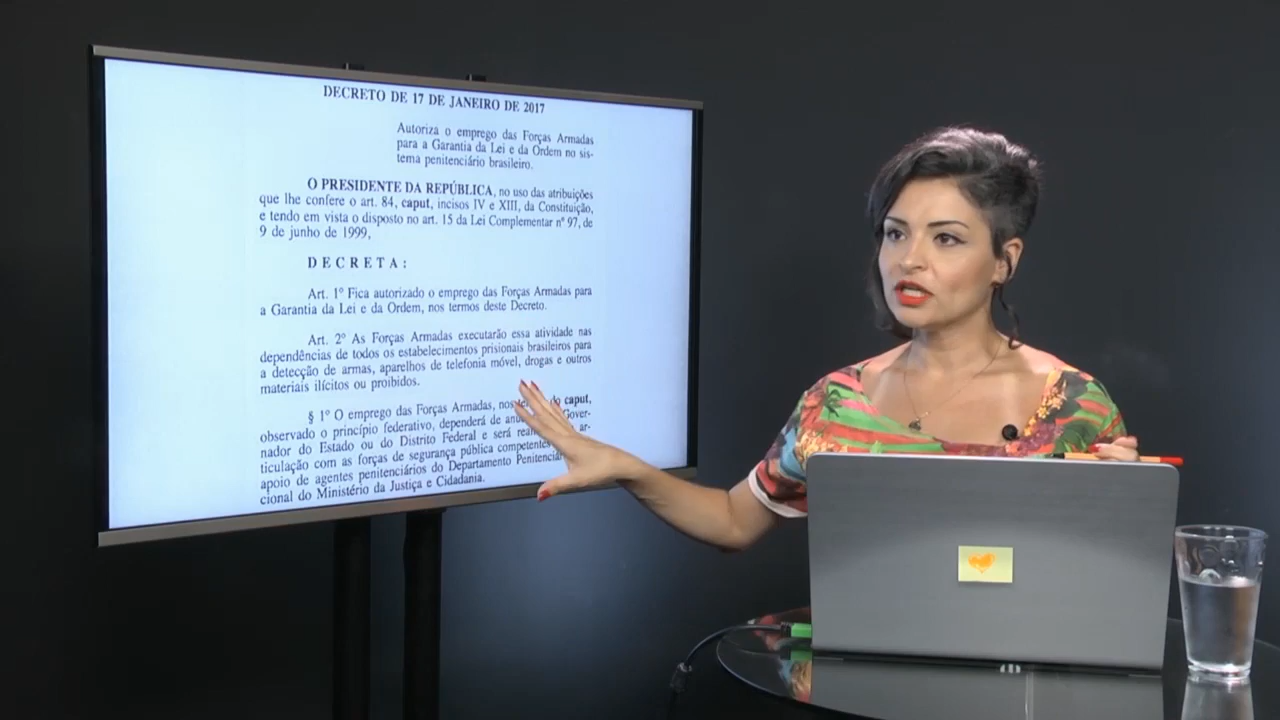 DECRETO DE 17 DE JANEIRO DE 2017
Autoriza o emprego das Forças Armadas
para a Garantia da Lei e da Ordem no sis-
tema penitenciário brasileiro.
O PRESIDENTE DA REPÚBLICA, no uso das atribuições
que lhe confere o art. 84, caput, incisos IV e XIII, da Constituição,
e tendo em vista o disposto no art. 15 da Lei Complementar nº 97, de
9 de junho de 1999,
D E C R E T A :
Art. 1º Fica autorizado o emprego das Forças Armadas para
a Garantia da Lei e da Ordem, nos termos deste Decreto.
Art. 2º As Forças Armadas executarão essa atividade nas
dependências de todos os estabelecimentos prisionais brasileiros para
a detecção de armas, aparelhos de telefonia móvel, drogas e outros
materiais ilícitos ou proibidos.
§ 1º O emprego das Forças Armadas, nos do caput,
observado o princípio federativo, dependerá de Gover-
nador do Estado ou do Distrito Federal e será ar-
ticulação com as forças de segurança pública competentes
apoio de agentes penitenciários do Departamento
cional do Ministério da Justiça e Cidadania.